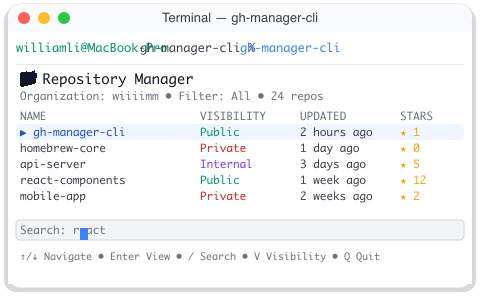 Terminal — gh-manager-cli
williamli@MacBook-Pro gh-manager-cli % gh-manager-cli
Repository Manager
Organization: wiiiimm • Filter: All • 24 repos
NAME VISIBILITY UPDATED STARS
▶ gh-manager-cli Public 2 hours ago ★ 1
homebrew-core Private 1 day ago ★ 0
api-server Internal 3 days ago ★ 5
react-components Public 1 week ago ★ 12
mobile-app Private 2 weeks ago ★ 2
Search: react
↑/↓ Navigate • Enter View • / Search • V Visibility • Q Quit